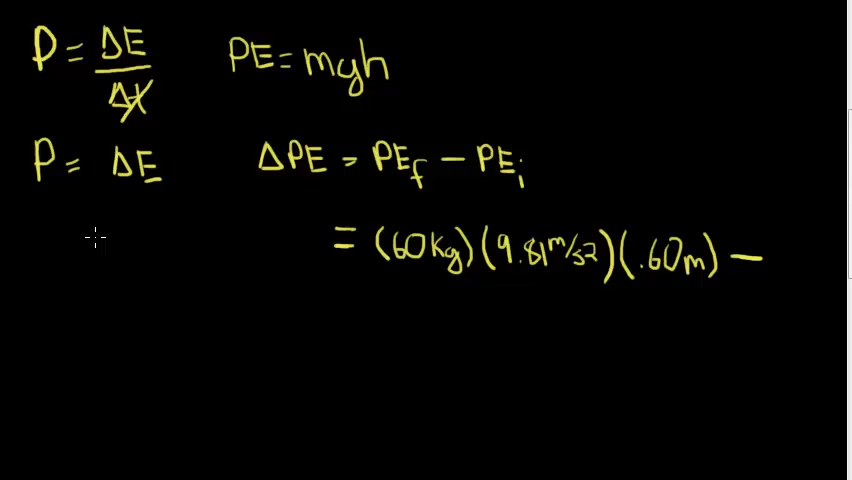 P = ΔE / Δt PE = mgh
P = ΔE ΔPE = PEf - PEi
= (60kg)(9.81m/s2)(.60m) -